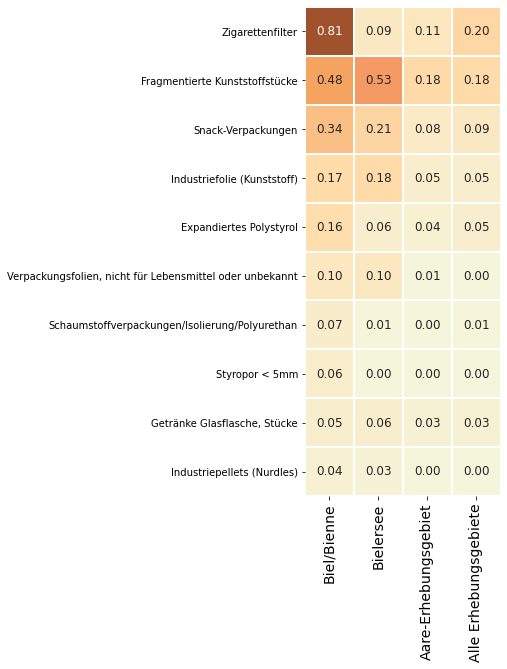 Zigarettenfilter 0.81 0.09 0.11 0.20
Fragmentierte Kunststoffstücke 0.48 0.53 0.18 0.18
Snack-Verpackungen 0.34 0.21 0.08 0.09
Industriefolie (Kunststoff) 0.17 0.18 0.05 0.05
Expandiertes Polystyrol 0.16 0.06 0.04 0.05
Verpackungsfolien, nicht für Lebensmittel oder unbekannt 0.10 0.10 0.01 0.00
Schaumstoffverpackungen/Isolierung/Polyurethan 0.07 0.01 0.00 0.01
Styropor < 5mm 0.06 0.00 0.00 0.00
Getränke Glasflasche, Stücke 0.05 0.06 0.03 0.03
Industriepellets (Nurdles) 0.04 0.03 0.00 0.00
Biel/Bienne
Bielersee
Aare-Erhebungsgebiet
Alle Erhebungsgebiete